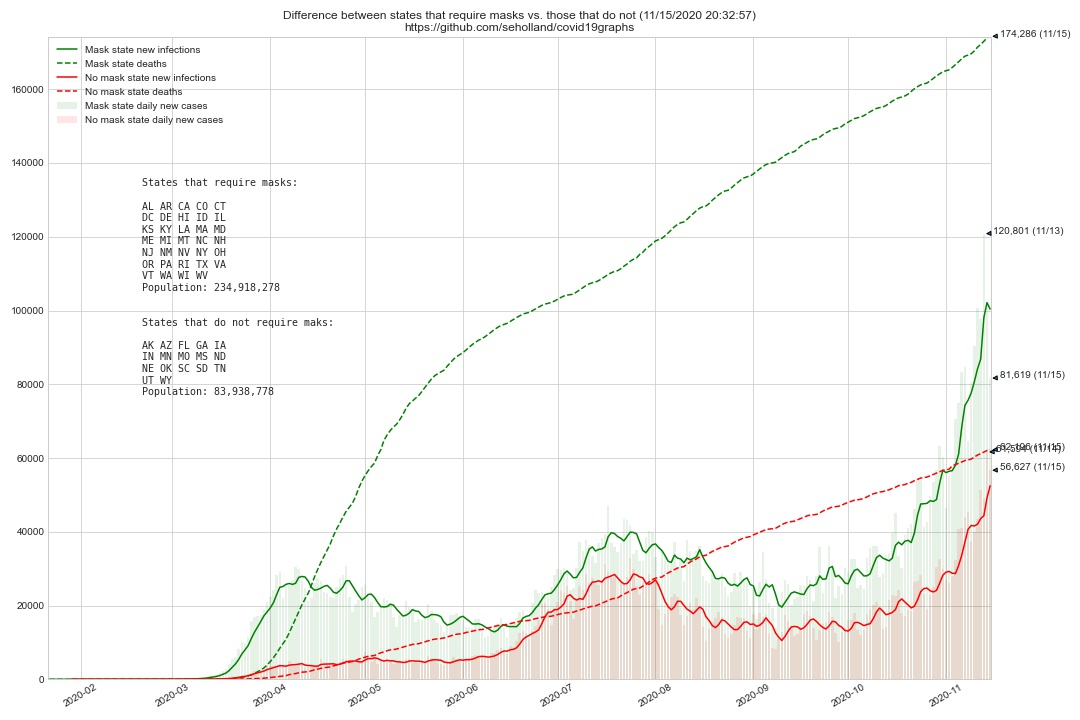 Difference between states that require masks vs. those that do not (11/15/2020 20:32:57)
https://github.com/seholland/covid19graphs
Mask state new infections
Mask state deaths
No mask state new infections
No mask state deaths
Mask state daily new cases
No mask state daily new cases
States that require masks:
AL AR CA CO CT
DC DE HI ID IL
KS KY LA MA MD
ME MI MT NC NH
NJ NM NV NY OH
OR PA RI TX VA
VT WA WI WV
Population: 234,918,278
States that do not require maks:
AK AZ FL GA IA
IN MN MO MS ND
NE OK SC SD TN
UT WY
Population: 83,938,778
174,286 (11/15)
120,801 (11/13)
81,619 (11/15)
56,627 (11/15)
160000
140000
120000
100000
80000
60000
40000
20000
0
2020-02
2020-03
2020-04
2020-05
2020-06
2020-07
2020-08
2020-09
2020-10
2020-11